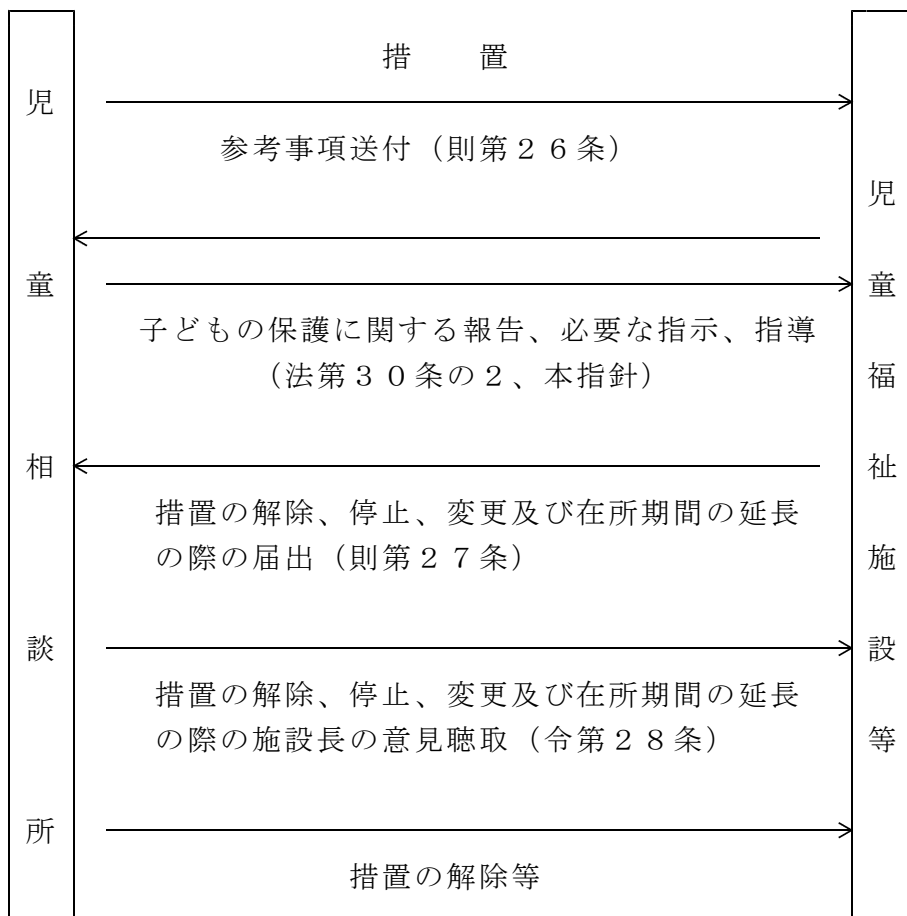 児童相談所
措　　置
参考事項送付（則第２６条）
子どもの保護に関する報告、必要な指示、指導
（法第３０条の２、本指針）
措置の解除、停止、変更及び在所期間の延長
の際の届出（則第２７条）
措置の解除、停止、変更及び在所期間の延長
の際の施設長の意見聴取（令第２８条）
措置の解除等
児童福祉施設等